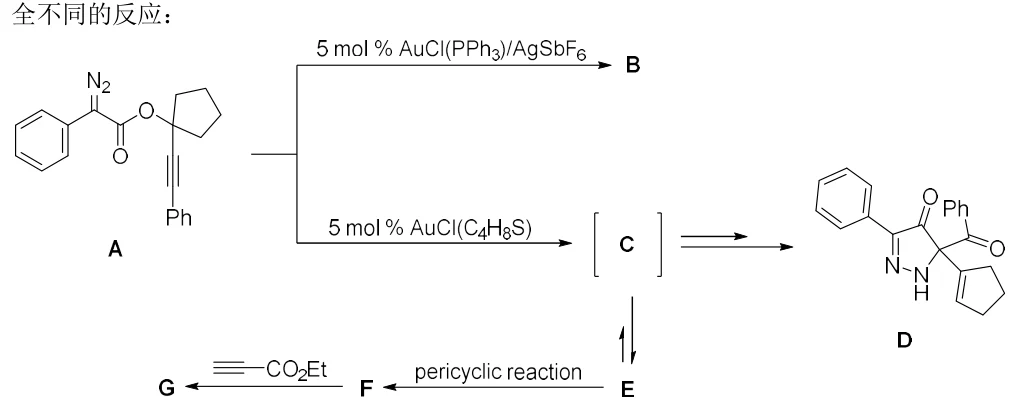 全不同的反应：
5 mol % AuCl(PPh3)/AgSbF6
B
N2
O
O
Ph
A
5 mol % AuCl(C4H8S)
C
O
Ph
O
N
N
H
D
CO2Et
pericyclic reaction
G
F
E